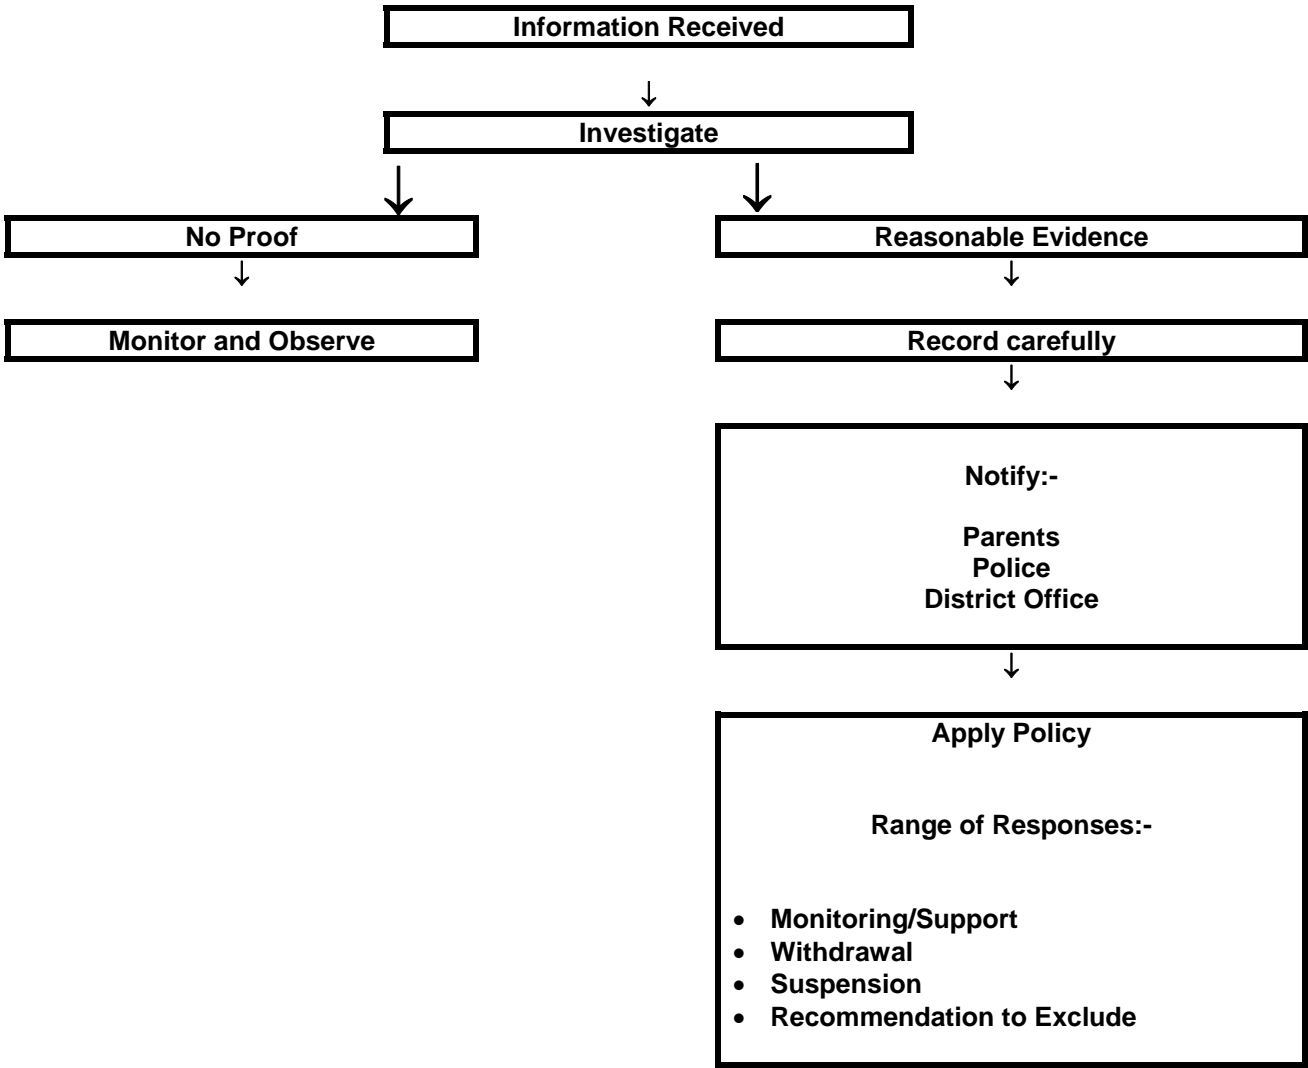 Information Received
↓
Investigate
↓ ↓
No Proof
↓
Monitor and Observe
Reasonable Evidence
↓
Record carefully
↓
Notify:-
Parents
Police
District Office
↓
Apply Policy
Range of Responses:-
• Monitoring/Support
• Withdrawal
• Suspension
• Recommendation to Exclude